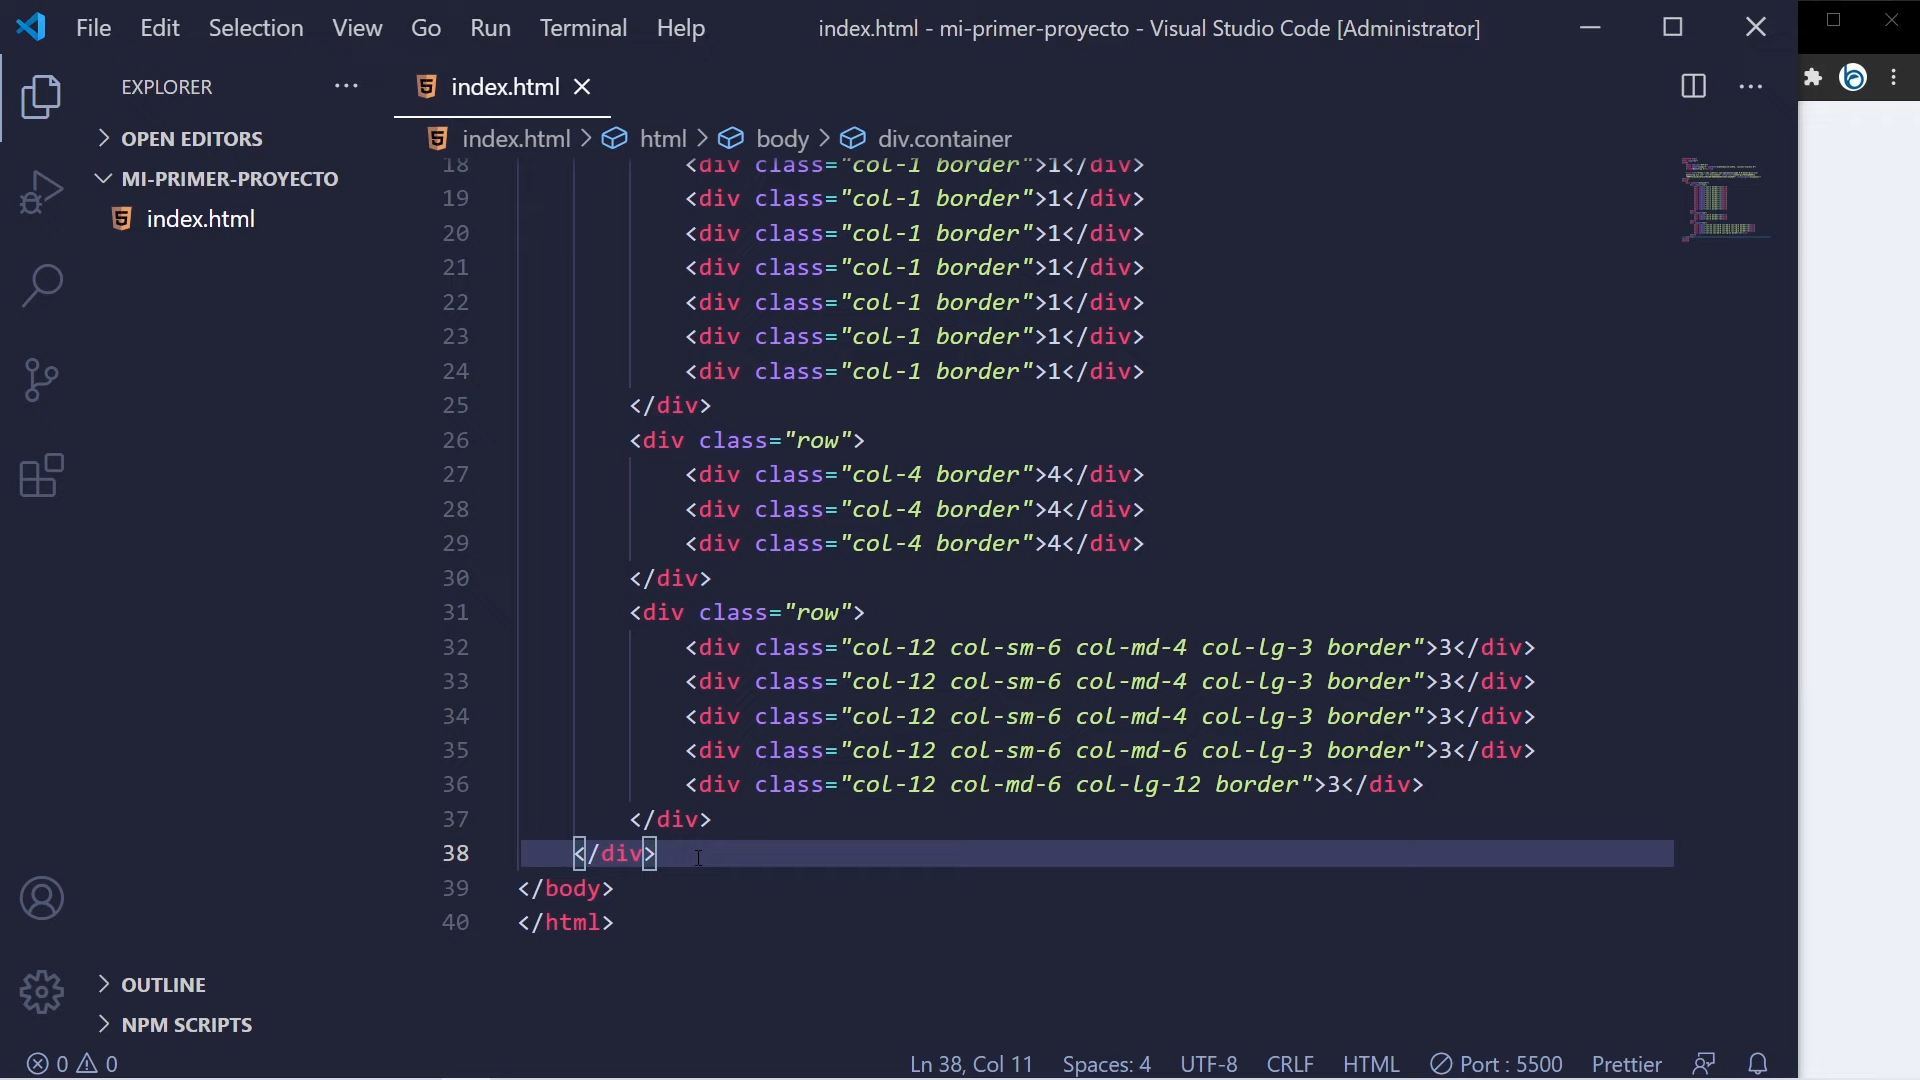 File Edit Selection View Go Run Terminal Help index.html - mi-primer-proyecto - Visual Studio Code [Administrator]
EXPLORER ···
OPEN EDITORS
MI-PRIMER-PROYECTO
index.html
index.html
index.html > html > body > div.container
18 <div class="col-1 border">1</div>
19 <div class="col-1 border">1</div>
20 <div class="col-1 border">1</div>
21 <div class="col-1 border">1</div>
22 <div class="col-1 border">1</div>
23 <div class="col-1 border">1</div>
24 <div class="col-1 border">1</div>
25 </div>
26 <div class="row">
27 <div class="col-4 border">4</div>
28 <div class="col-4 border">4</div>
29 <div class="col-4 border">4</div>
30 </div>
31 <div class="row">
32 <div class="col-12 col-sm-6 col-md-4 col-lg-3 border">3</div>
33 <div class="col-12 col-sm-6 col-md-4 col-lg-3 border">3</div>
34 <div class="col-12 col-sm-6 col-md-4 col-lg-3 border">3</div>
35 <div class="col-12 col-sm-6 col-md-6 col-lg-3 border">3</div>
36 <div class="col-12 col-md-6 col-lg-12 border">3</div>
37 </div>
38 </div>
39 </body>
40 </html>
OUTLINE
NPM SCRIPTS
0 0 Ln 38, Col 11 Spaces: 4 UTF-8 CRLF HTML Port : 5500 Prettier